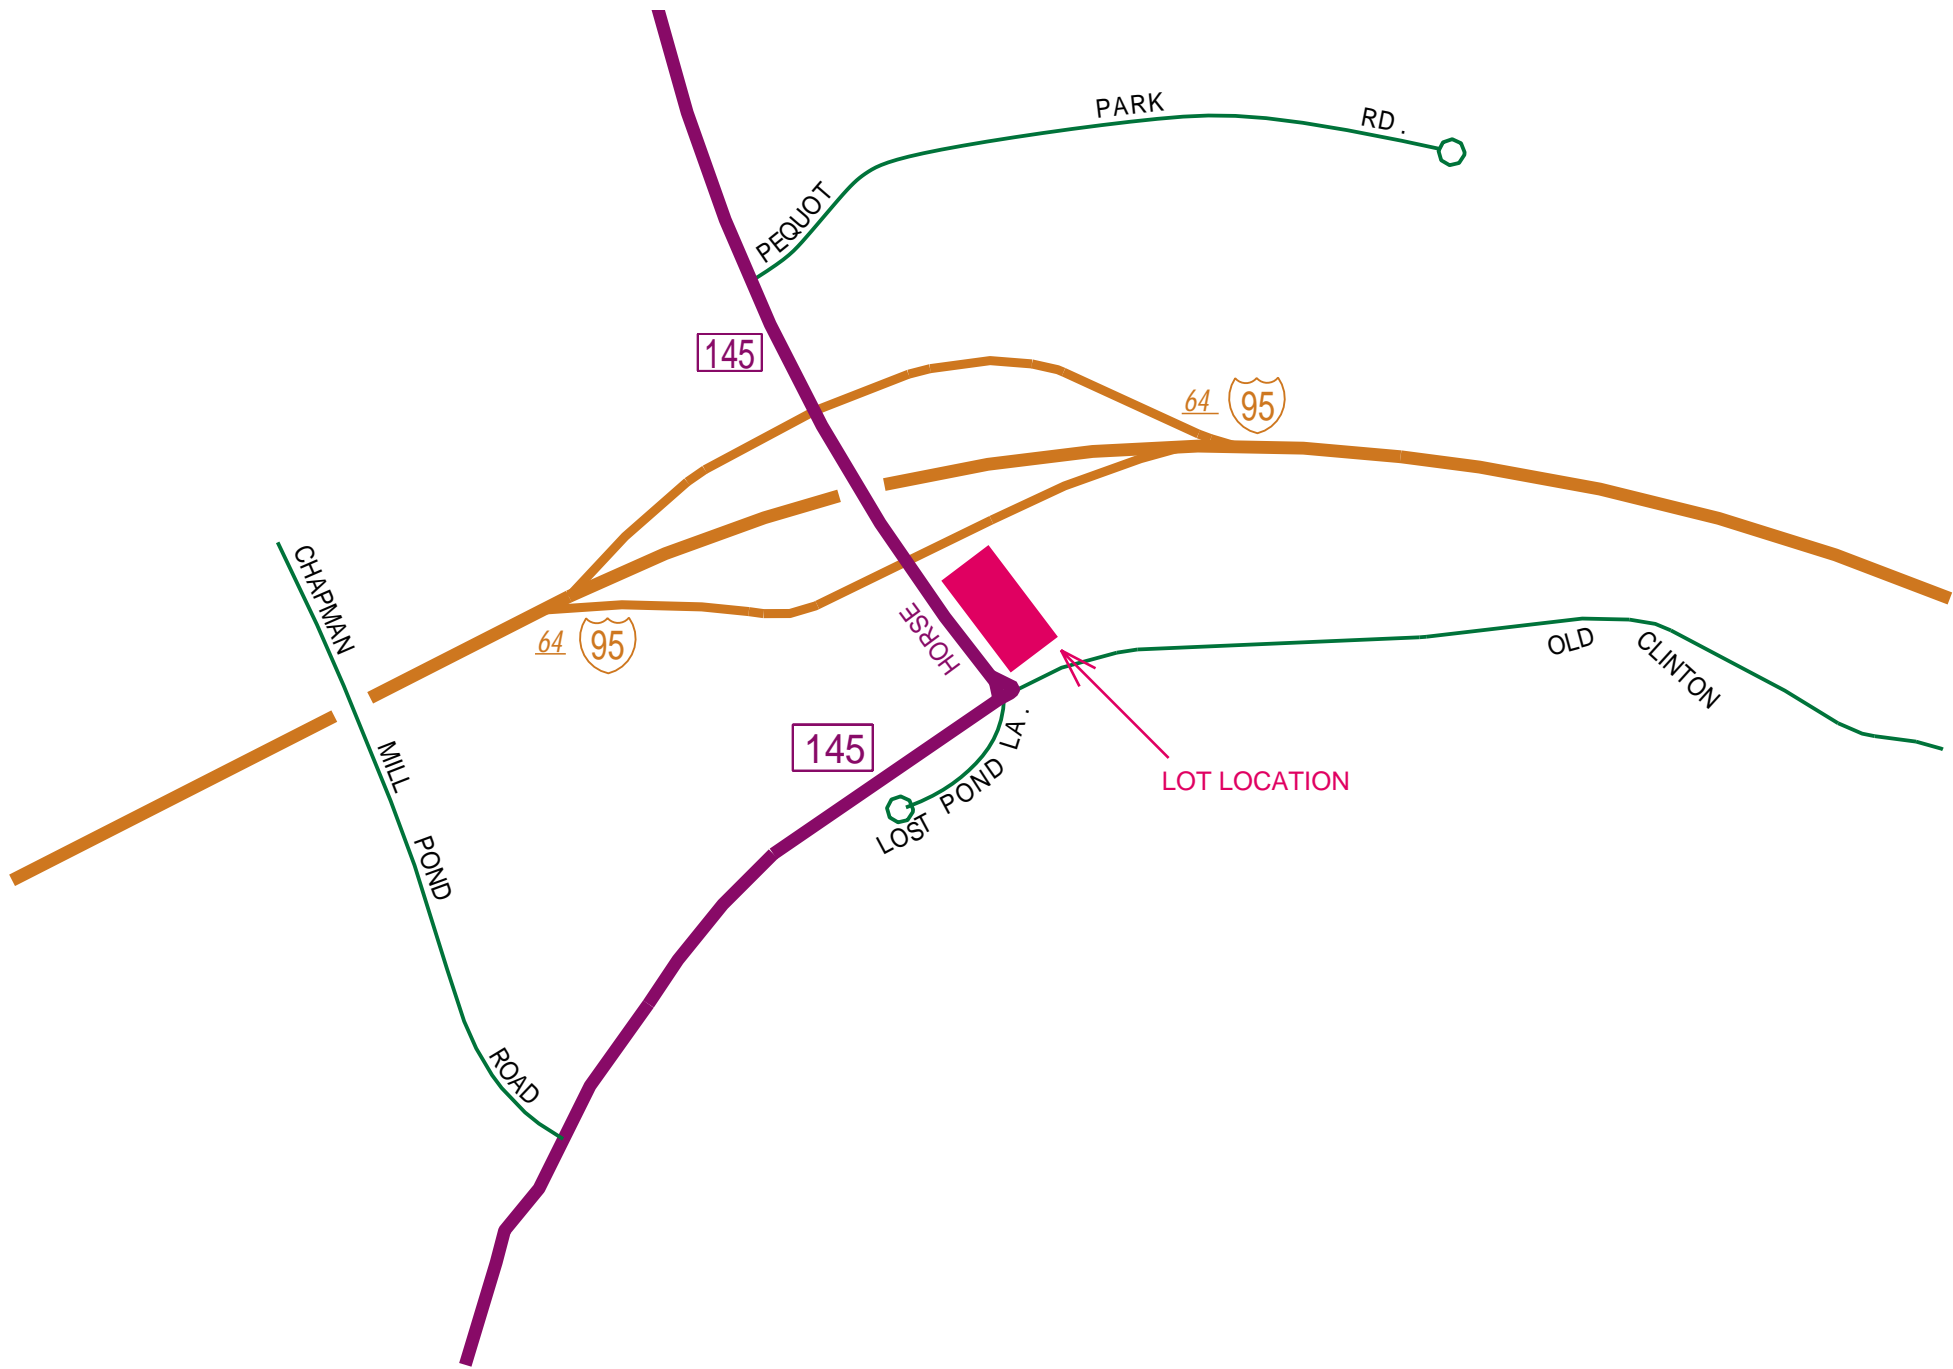 PARK
RD.
PEQUOT
145
64
95
CHAPMAN
HORSE
64
95
OLD
CLINTON
MILL
145
LA.
POND
LOST
LOT LOCATION
POND
ROAD